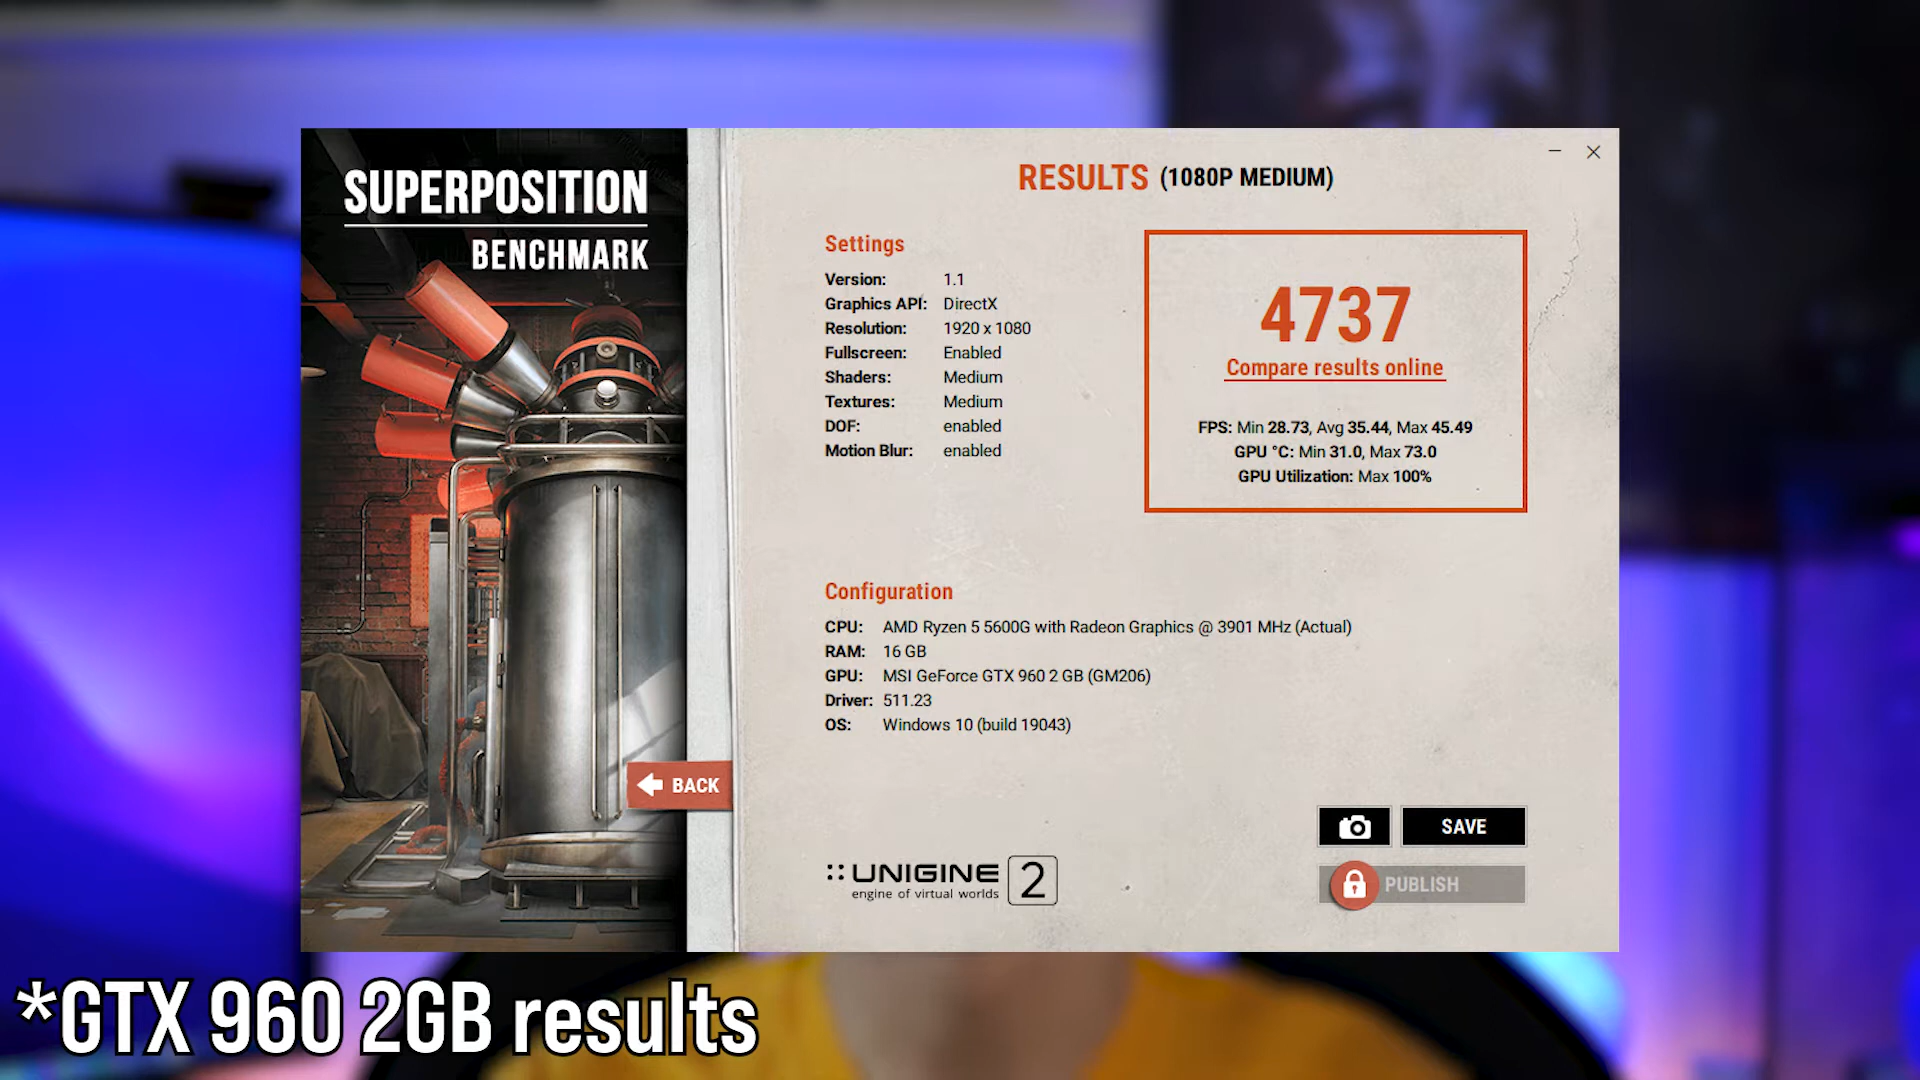 SUPERPOSITION
BENCHMARK
RESULTS (1080P MEDIUM)
Settings
Version: 1.1
Graphics API: DirectX
Resolution: 1920 x 1080
Fullscreen: Enabled
Shaders: Medium
Textures: Medium
DOF: enabled
Motion Blur: enabled
4737
Compare results online
FPS: Min 28.73, Avg 35.44, Max 45.49
GPU °C: Min 31.0, Max 73.0
GPU Utilization: Max 100%
Configuration
CPU: AMD Ryzen 5 5600G with Radeon Graphics @ 3901 MHz (Actual)
RAM: 16 GB
GPU: MSI GeForce GTX 960 2 GB (GM206)
Driver: 511.23
OS: Windows 10 (build 19043)
BACK
SAVE
PUBLISH
UNIGINE 2
engine of virtual worlds
*GTX 960 2GB results